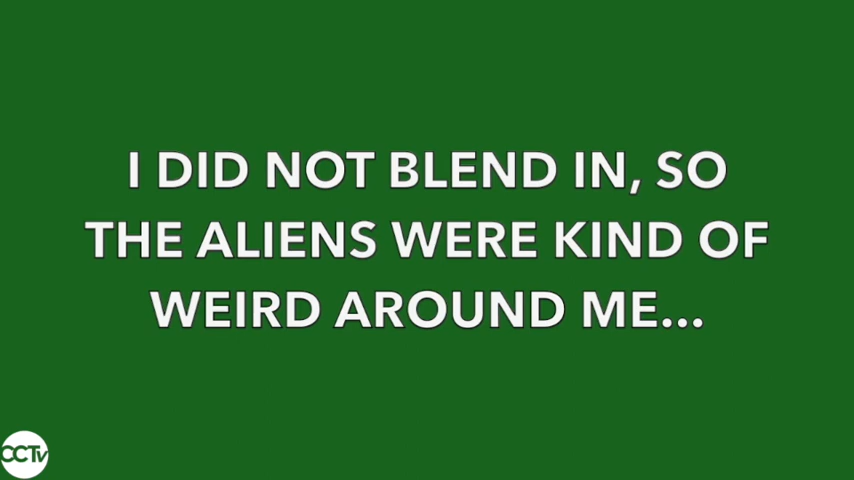 I DID NOT BLEND IN, SO
THE ALIENS WERE KIND OF
WEIRD AROUND ME...
CCTv